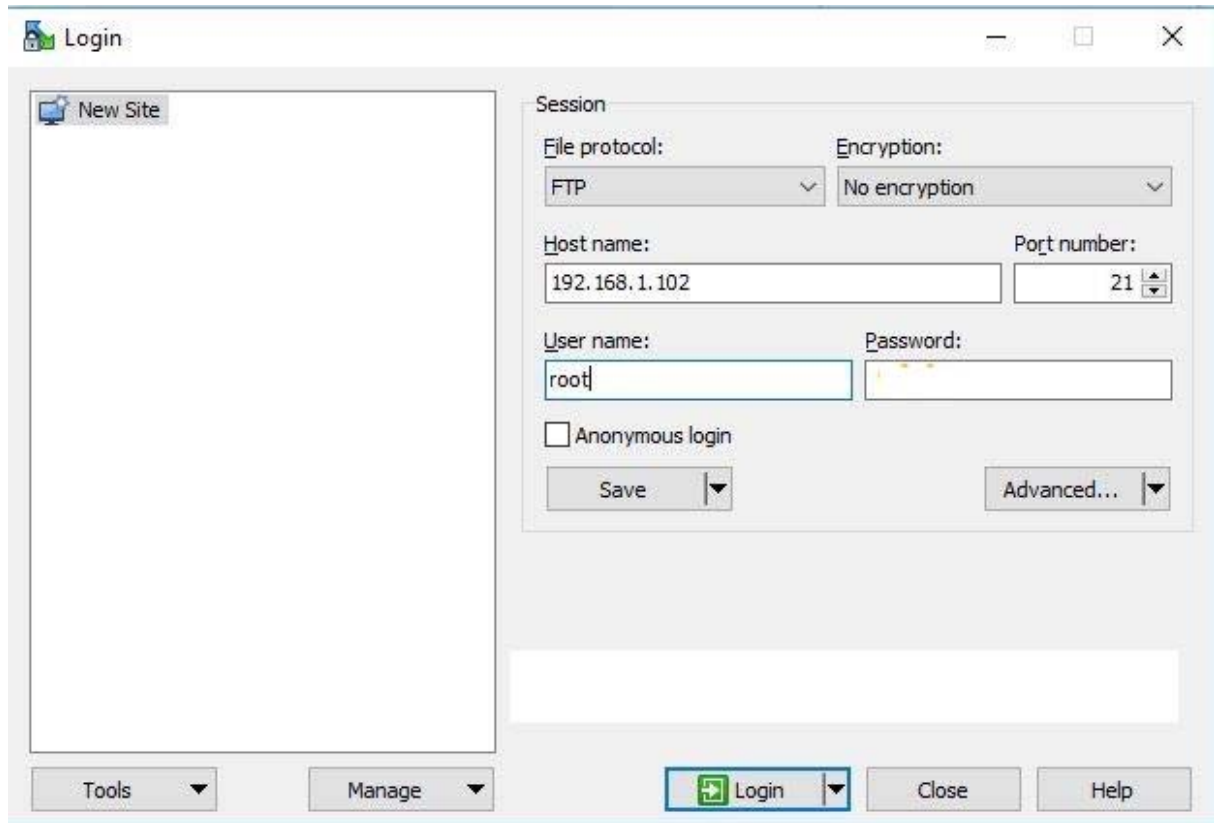 Login
New Site
Session
File protocol:
Encryption:
FTP
No encryption
Host name:
Port number:
192.168.1.102
21
User name:
Password:
root
Anonymous login
Save
Advanced...
Tools
Manage
Login
Close
Help